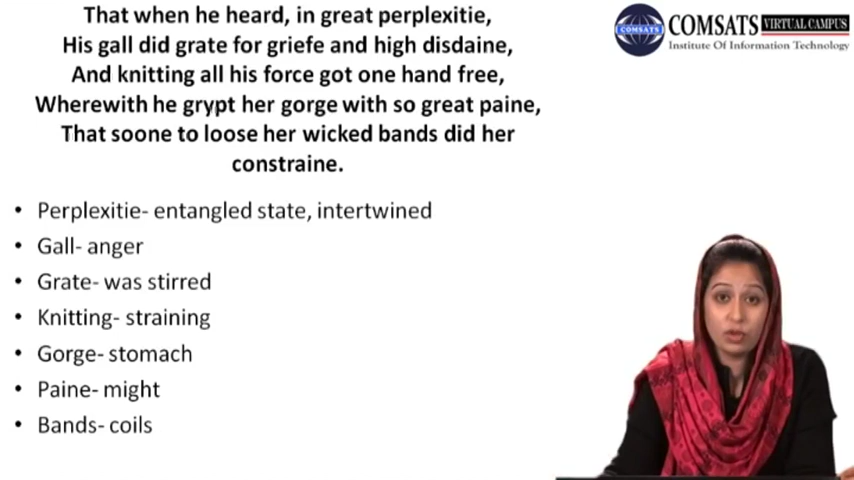 That when he heard, in great perplexitie,
His gall did grate for griefe and high disdaine,
And knitting all his force got one hand free,
Wherewith he grypt her gorge with so great paine,
That soone to loose her wicked bands did her
constraine.
• Perplexitie- entangled state, intertwined
• Gall- anger
• Grate- was stirred
• Knitting- straining
• Gorge- stomach
• Paine- might
• Bands- coils
COMSATS
COMSATS VIRTUAL CAMPUS
Institute Of Information Technology